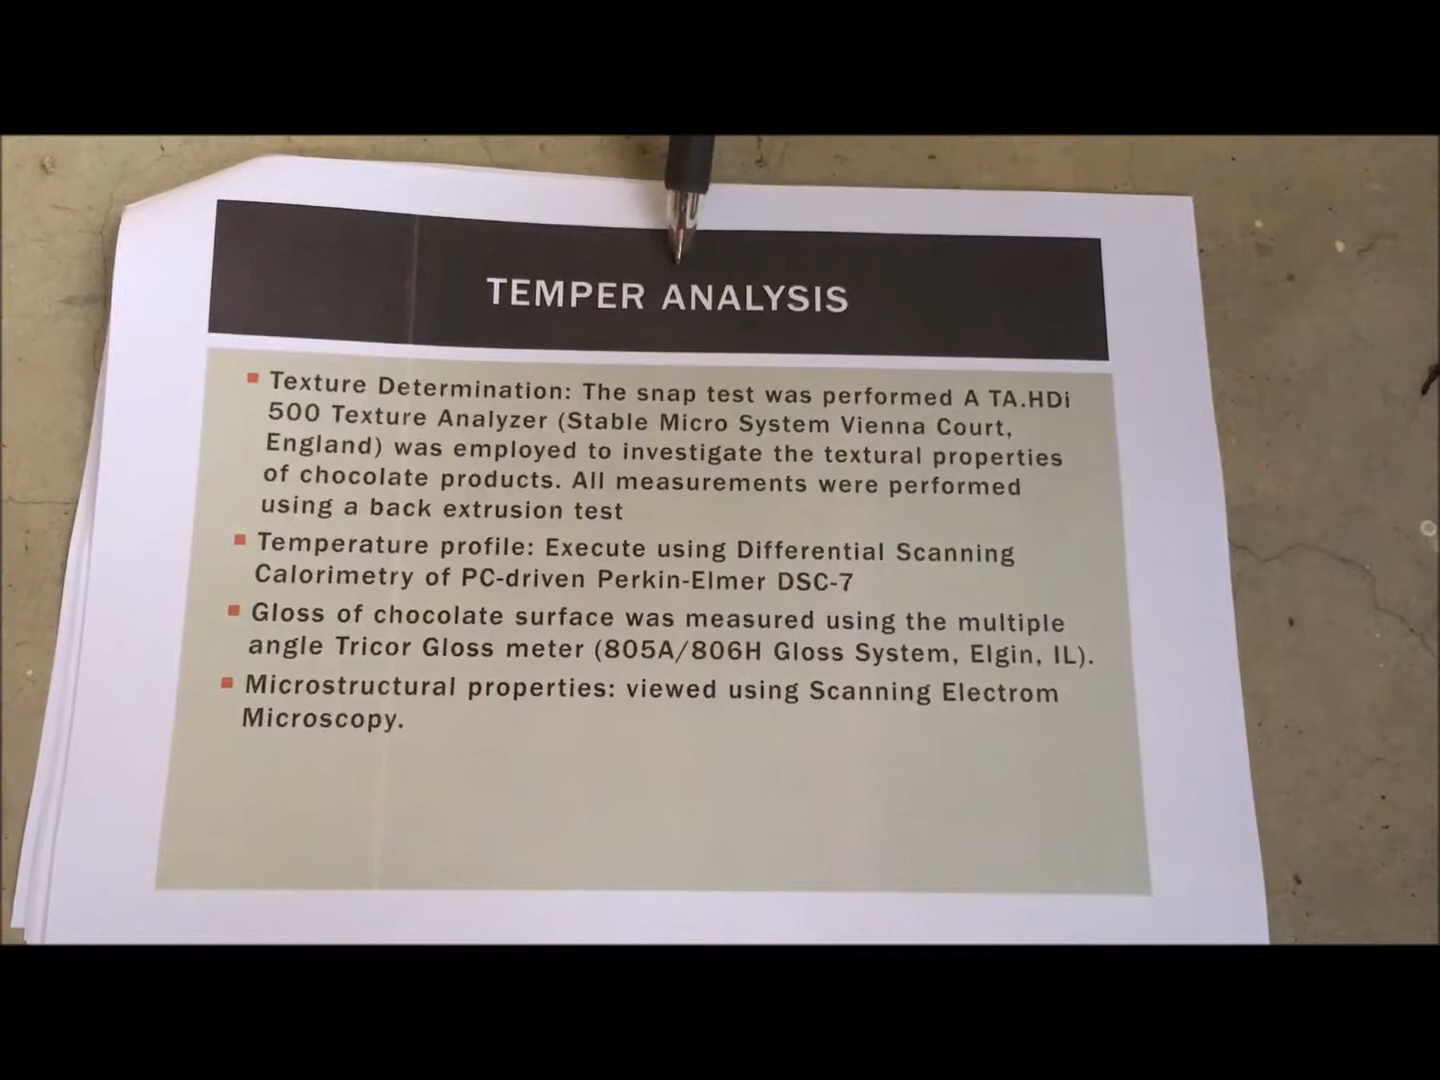 TEMPER ANALYSIS
▪ Texture Determination: The snap test was performed A TA.HDi
500 Texture Analyzer (Stable Micro System Vienna Court,
England) was employed to investigate the textural properties
of chocolate products. All measurements were performed
using a back extrusion test
▪ Temperature profile: Execute using Differential Scanning
Calorimetry of PC-driven Perkin-Elmer DSC-7
▪ Gloss of chocolate surface was measured using the multiple
angle Tricor Gloss meter (805A/806H Gloss System, Elgin, IL).
▪ Microstructural properties: viewed using Scanning Electrom
Microscopy.